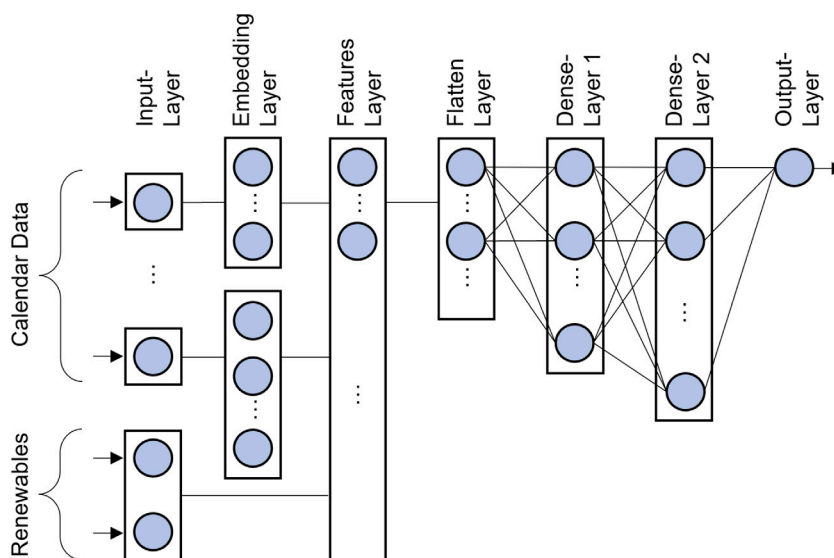 Input-
Layer
Embedding
Layer
Features
Layer
Flatten
Layer
Dense-
Layer 1
Dense-
Layer 2
Output-
Layer
Calendar Data
Renewables
...
...
...
...
...
...
...
...
...
...